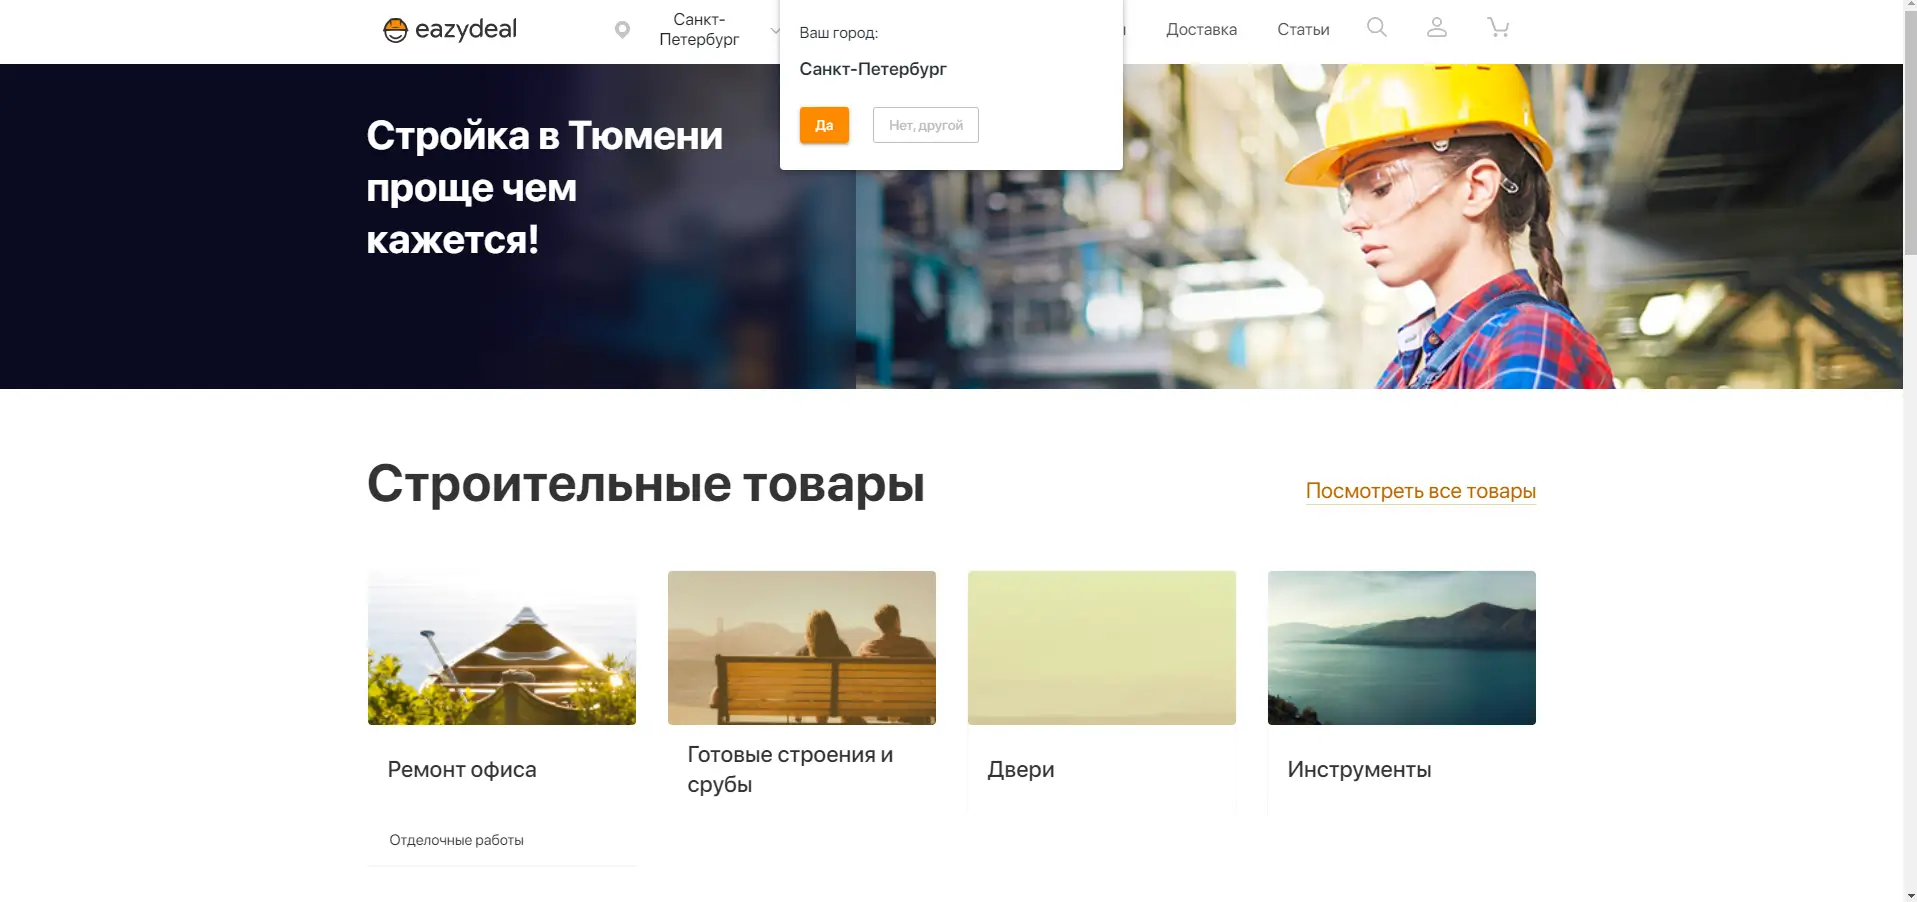 eazydeal
Санкт-
Петербург
Ваш город:
Санкт-Петербург
Да
Нет, другой
Доставка
Статьи
Стройка в Тюмени
проще чем
кажется!
Строительные товары
Посмотреть все товары
Ремонт офиса
Готовые строения и
срубы
Двери
Инструменты
Отделочные работы